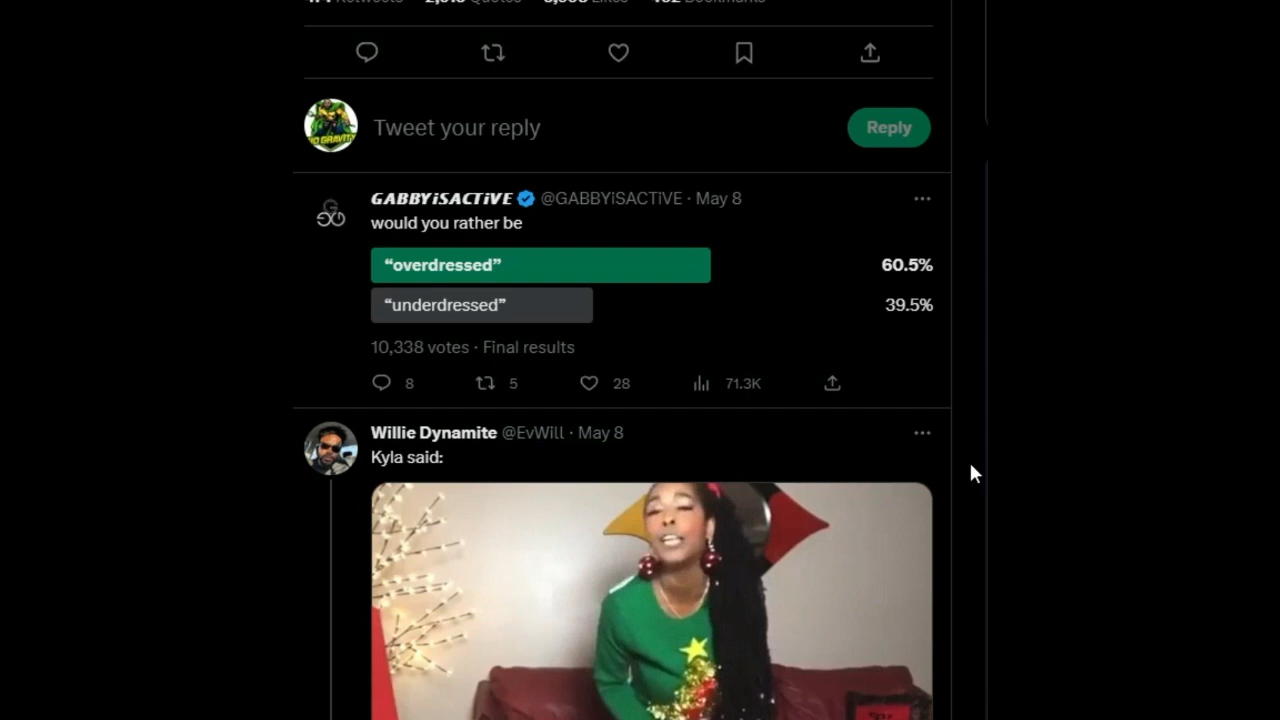 Tweet your reply
Reply
GABBYiSACTiVE @GABBYiSACTiVE · May 8
would you rather be
“overdressed” 60.5%
“underdressed” 39.5%
10,338 votes · Final results
8 5 28 71.3K
Willie Dynamite @EvWill · May 8
Kyla said: